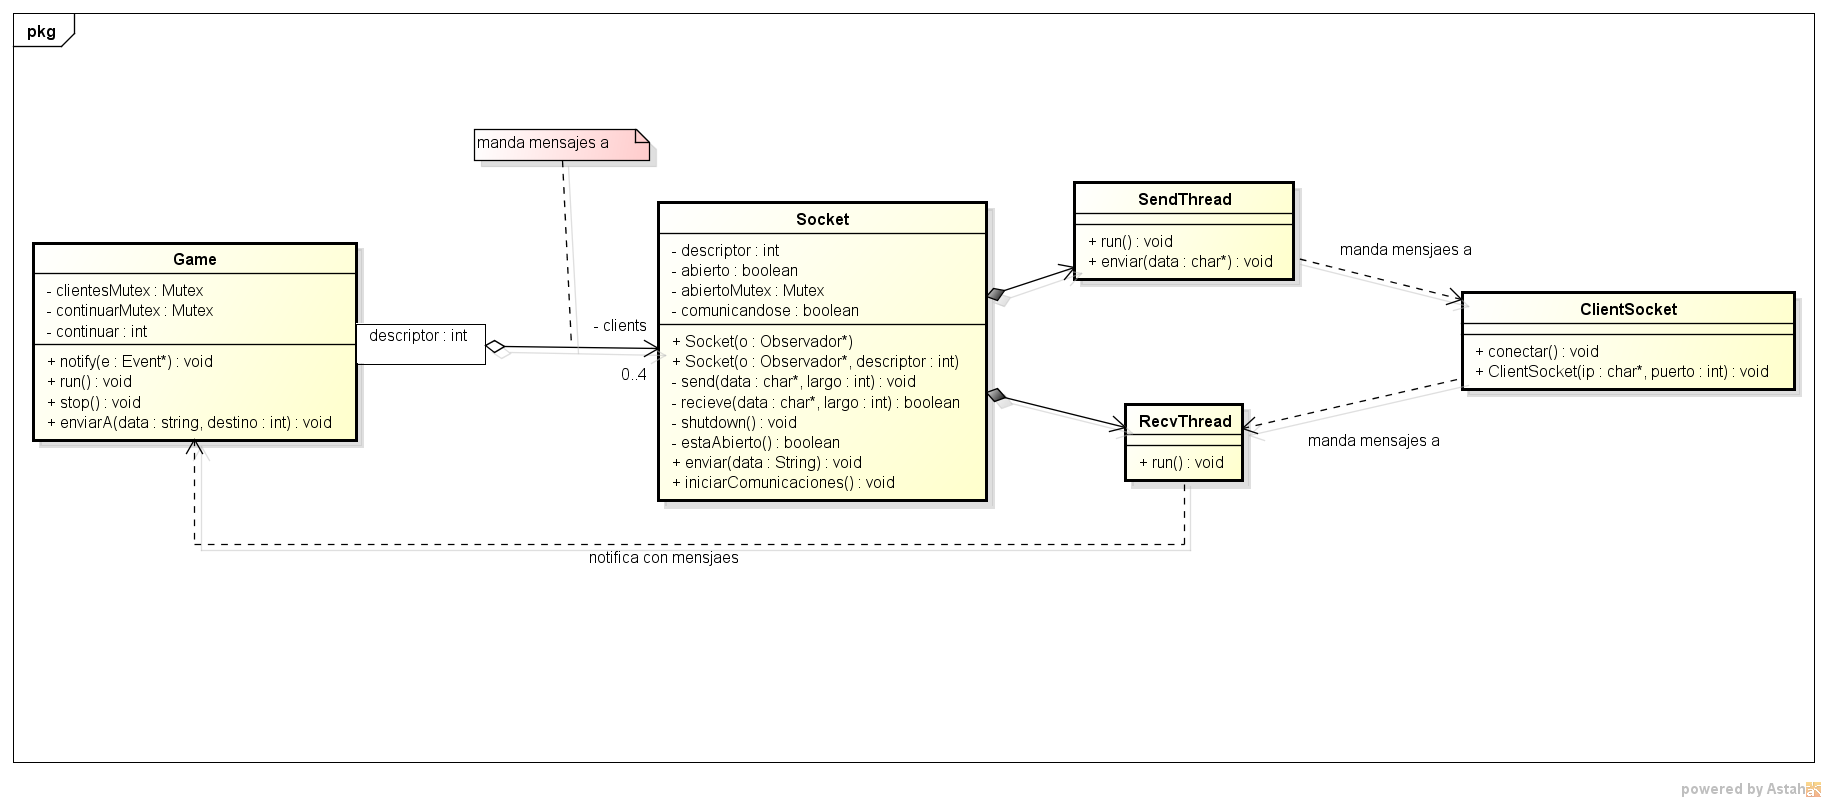 pkg
manda mensajes a
Game
- clientesMutex : Mutex
- continuarMutex : Mutex
- continuar : int
+ notify(e : Event*) : void
+ run() : void
+ stop() : void
+ enviarA(data : string, destino : int) : void
descriptor : int
- clients
0..4
Socket
- descriptor : int
- abierto : boolean
- abiertoMutex : Mutex
- comunicandose : boolean
+ Socket(o : Observador*)
+ Socket(o : Observador*, descriptor : int)
- send(data : char*, largo : int) : void
- recieve(data : char*, largo : int) : boolean
- shutdown() : void
- estaAbierto() : boolean
+ enviar(data : String) : void
+ iniciarComunicaciones() : void
SendThread
+ run() : void
+ enviar(data : char*) : void
manda mensjaes a
ClientSocket
+ conectar() : void
+ ClientSocket(ip : char*, puerto : int) : void
RecvThread
+ run() : void
manda mensajes a
notifica con mensjaes
powered by Astah